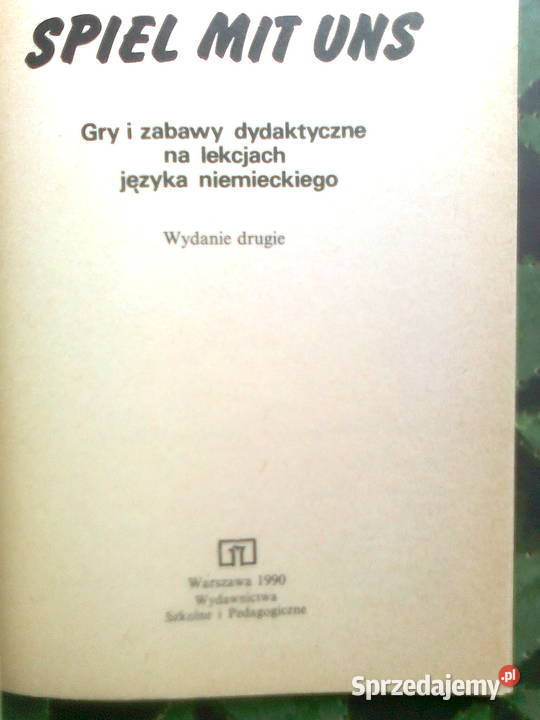 SPIEL MIT UNS
Gry i zabawy dydaktyczne
na lekcjach
języka niemieckiego
Wydanie drugie
Warszawa 1990
Wydawnictwa
Szkolne i Pedagogiczne
Sprzedajemy.pl